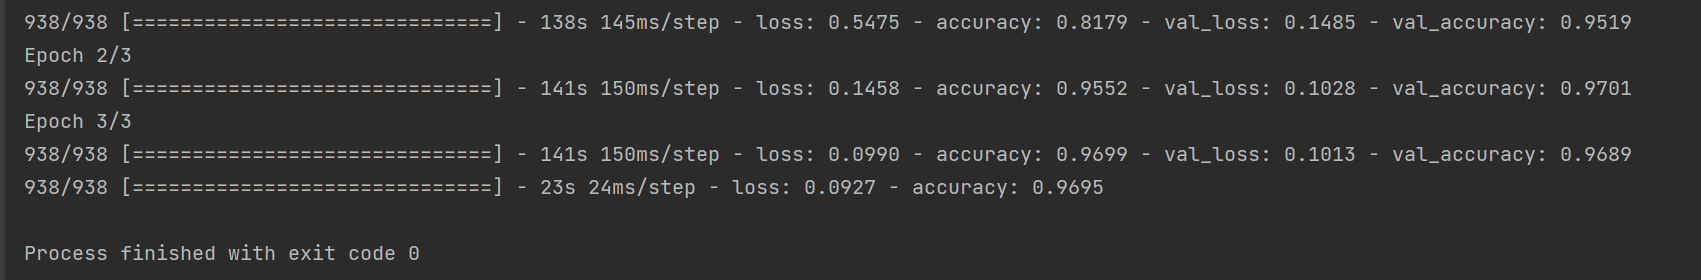 938/938 [==============================] - 138s 145ms/step - loss: 0.5475 - accuracy: 0.8179 - val_loss: 0.1485 - val_accuracy: 0.9519
Epoch 2/3
938/938 [==============================] - 141s 150ms/step - loss: 0.1458 - accuracy: 0.9552 - val_loss: 0.1028 - val_accuracy: 0.9701
Epoch 3/3
938/938 [==============================] - 141s 150ms/step - loss: 0.0990 - accuracy: 0.9699 - val_loss: 0.1013 - val_accuracy: 0.9689
938/938 [==============================] - 23s 24ms/step - loss: 0.0927 - accuracy: 0.9695
Process finished with exit code 0